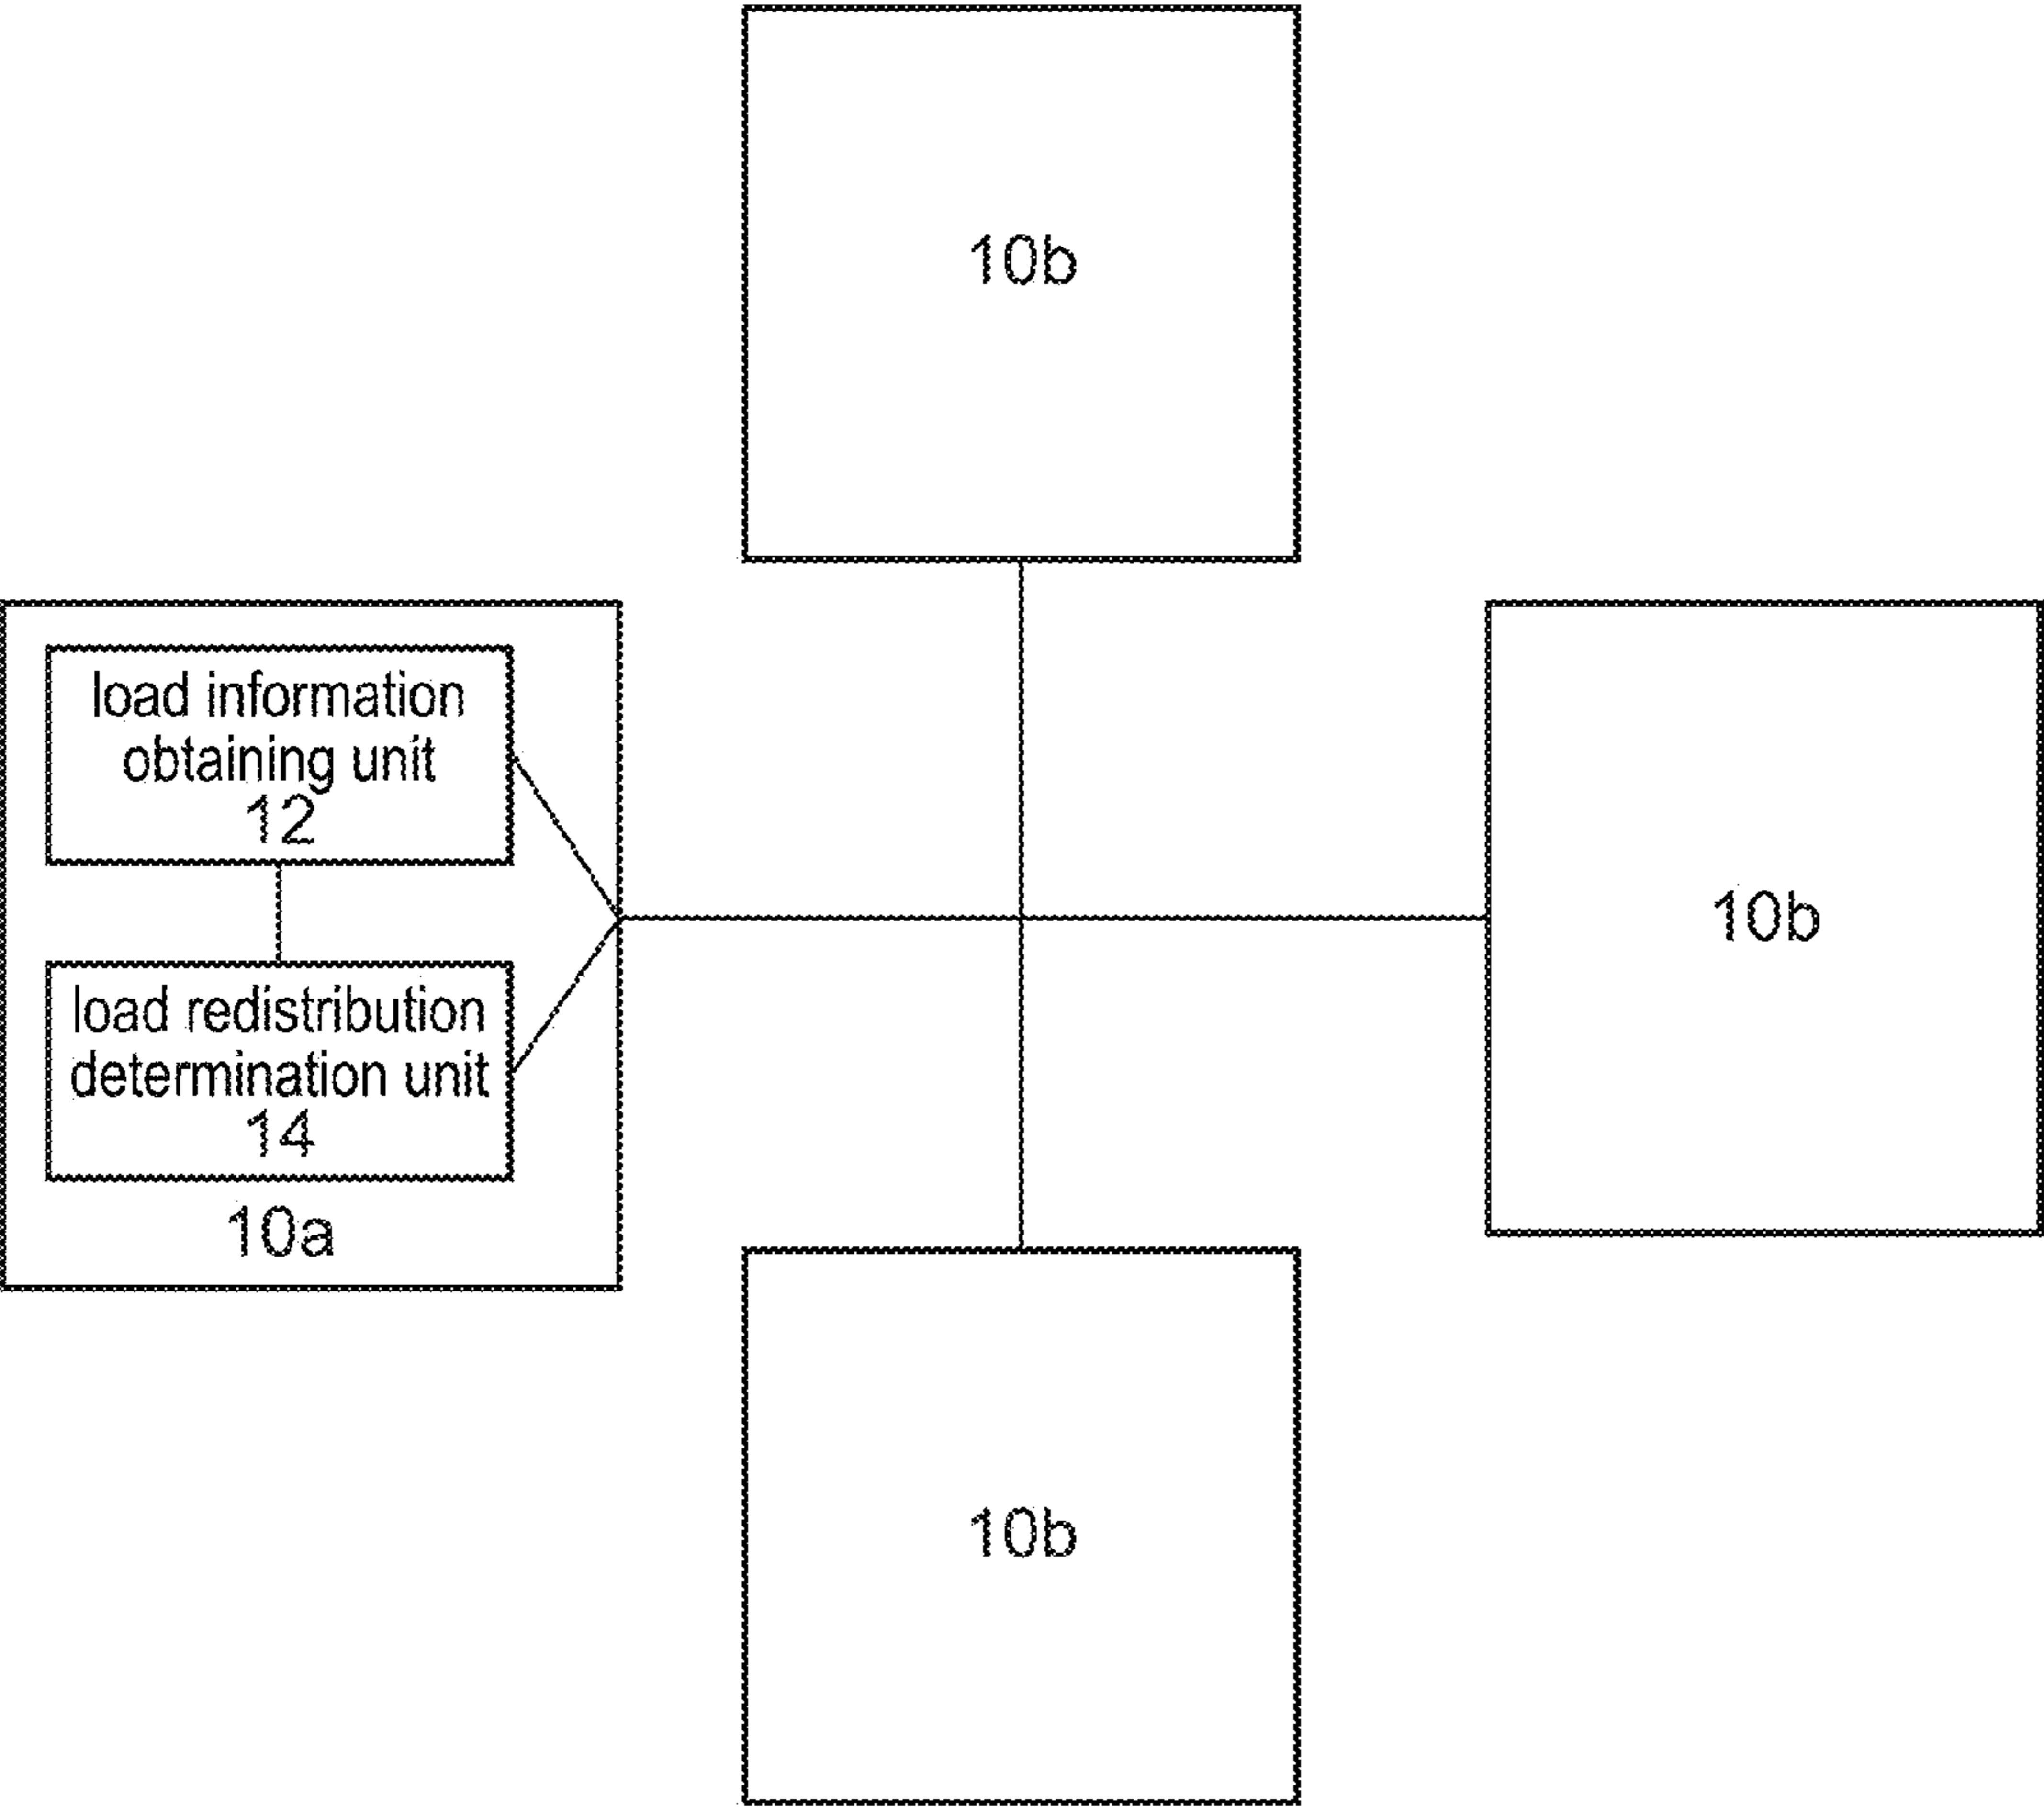 10b
load information
obtaining unit
12
load redistribution
determination unit
14
10a
10b
10b